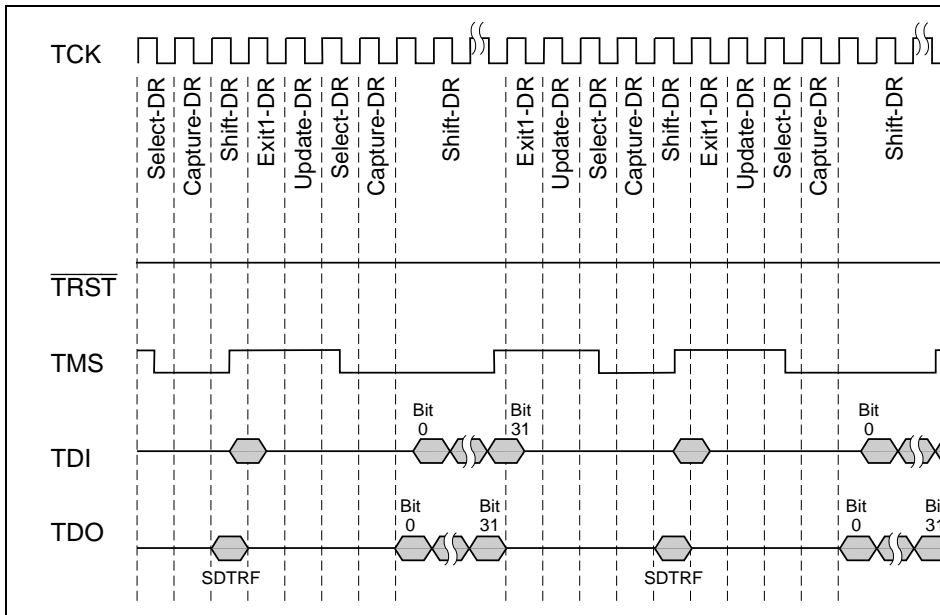 TCK
Select-DR
Capture-DR
Shift-DR
Exit1-DR
Update-DR
Select-DR
Capture-DR
Shift-DR
Exit1-DR
Update-DR
Select-DR
Capture-DR
Shift-DR
Exit1-DR
Update-DR
Select-DR
Capture-DR
Shift-DR
TRST
TMS
Bit
0
Bit
31
Bit
0
TDI
Bit
0
Bit
31
Bit
0
Bi
31
TDO
SDTRF
SDTRF